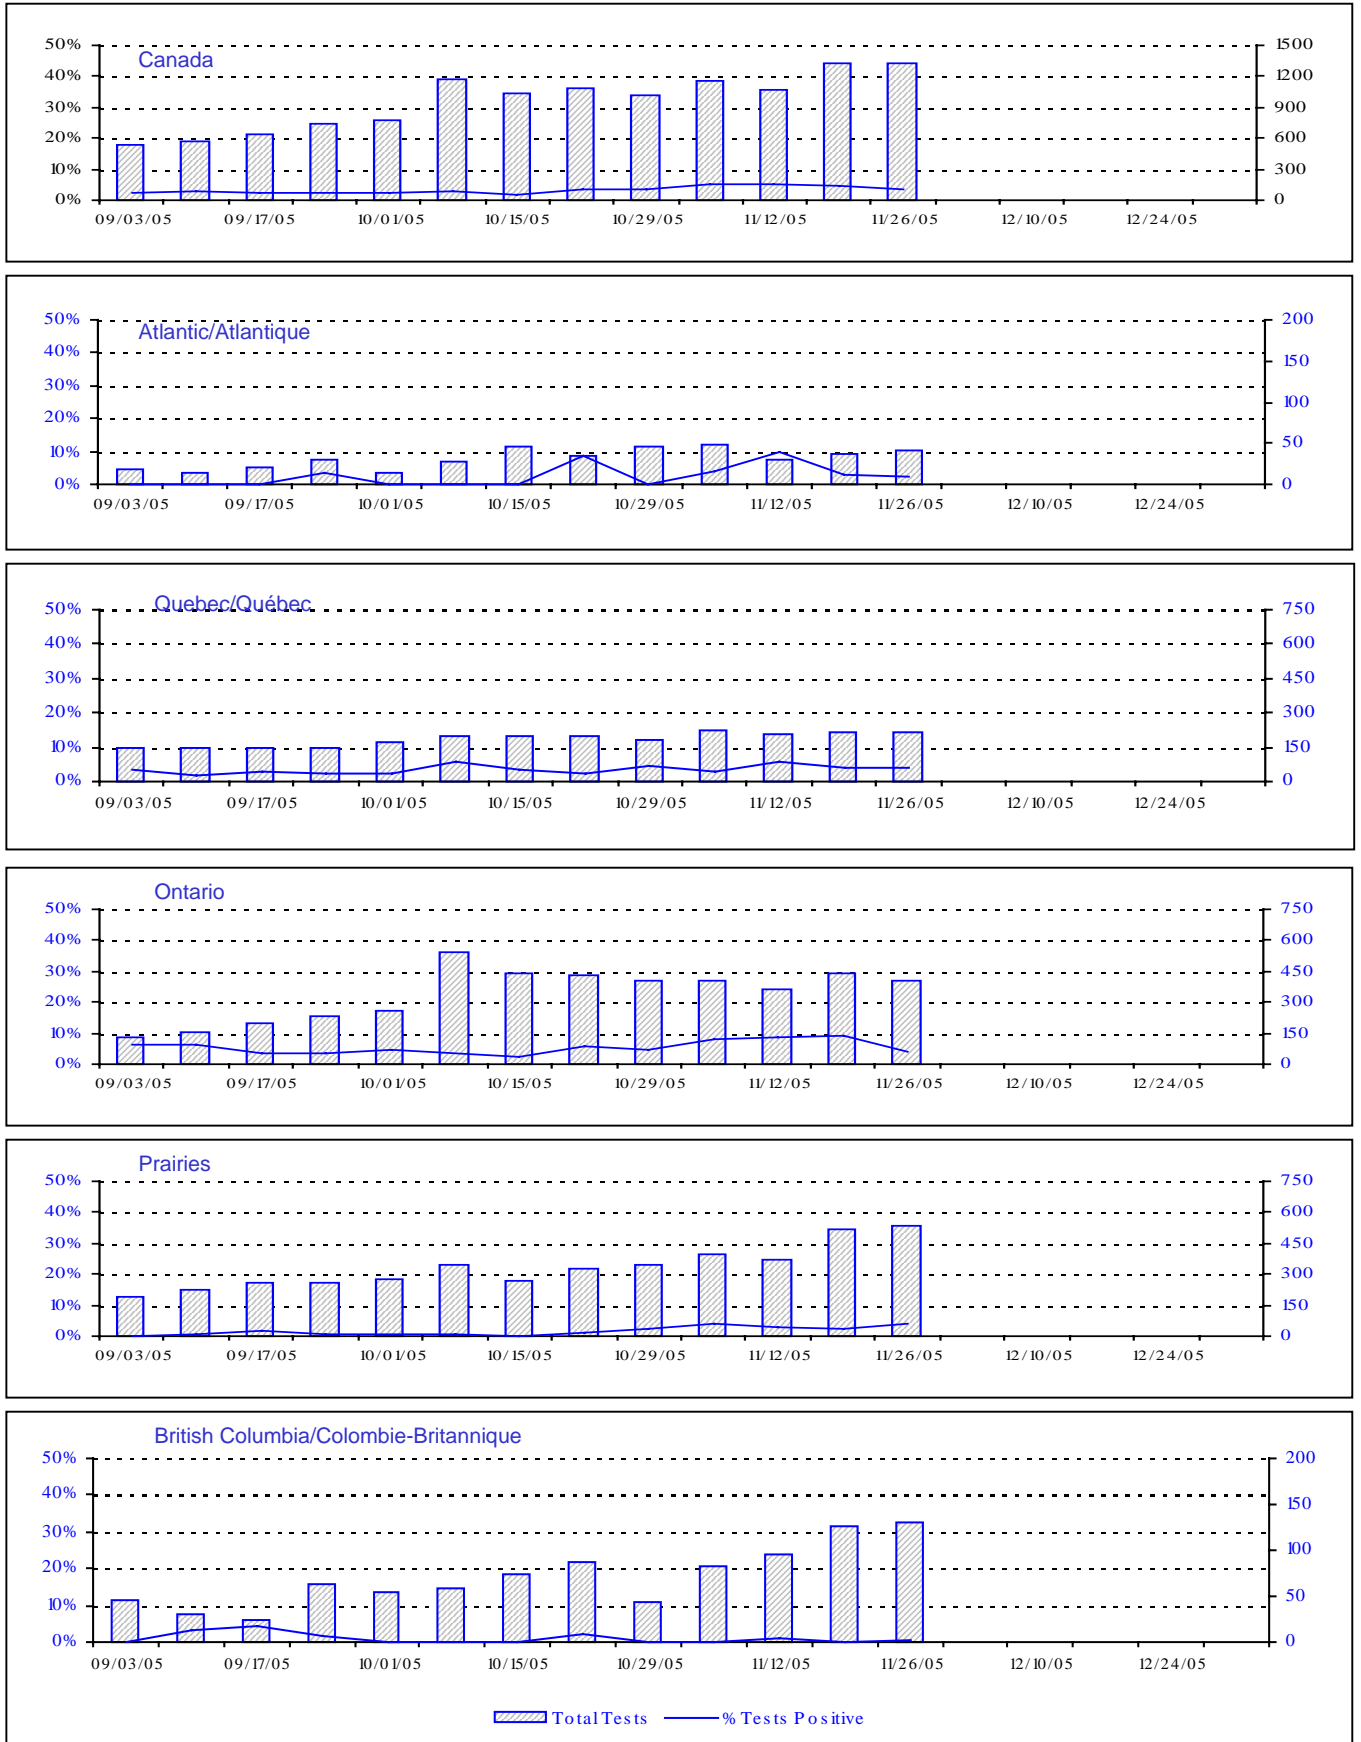 Canada
50% 1500
40% 1200
30% 900
20% 600
10% 300
0% 0
09/03/05 09/17/05 10/01/05 10/15/05 10/29/05 11/12/05 11/26/05 12/10/05 12/24/05
Atlantic/Atlantique
50% 200
40% 150
30% 100
20% 50
10% 0
0%
09/03/05 09/17/05 10/01/05 10/15/05 10/29/05 11/12/05 11/26/05 12/10/05 12/24/05
Quebec/Québec
50% 750
40% 600
30% 450
20% 300
10% 150
0% 0
09/03/05 09/17/05 10/01/05 10/15/05 10/29/05 11/12/05 11/26/05 12/10/05 12/24/05
Ontario
50% 750
40% 600
30% 450
20% 300
10% 150
0% 0
09/03/05 09/17/05 10/01/05 10/15/05 10/29/05 11/12/05 11/26/05 12/10/05 12/24/05
Prairies
50% 750
40% 600
30% 450
20% 300
10% 150
0% 0
09/03/05 09/17/05 10/01/05 10/15/05 10/29/05 11/12/05 11/26/05 12/10/05 12/24/05
British Columbia/Colombie-Britannique
50% 200
40% 150
30% 100
20% 50
10% 0
0%
09/03/05 09/17/05 10/01/05 10/15/05 10/29/05 11/12/05 11/26/05 12/10/05 12/24/05
Total Tests % Tests Positive